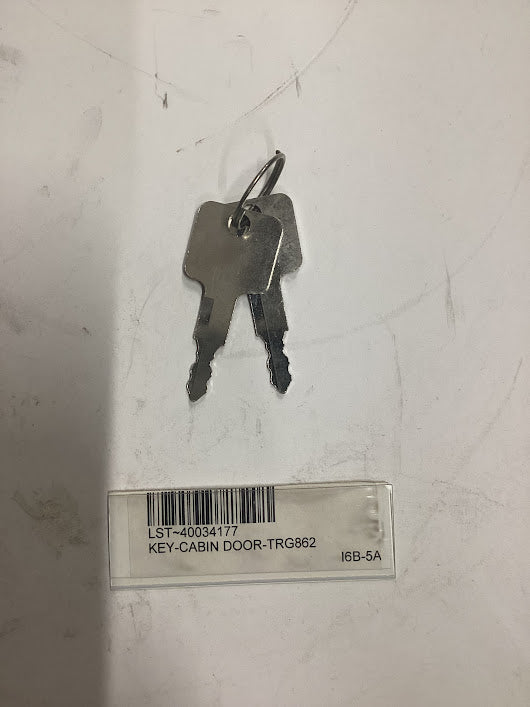 LST~40034177
KEY-CABIN DOOR-TRG862
I6B-5A